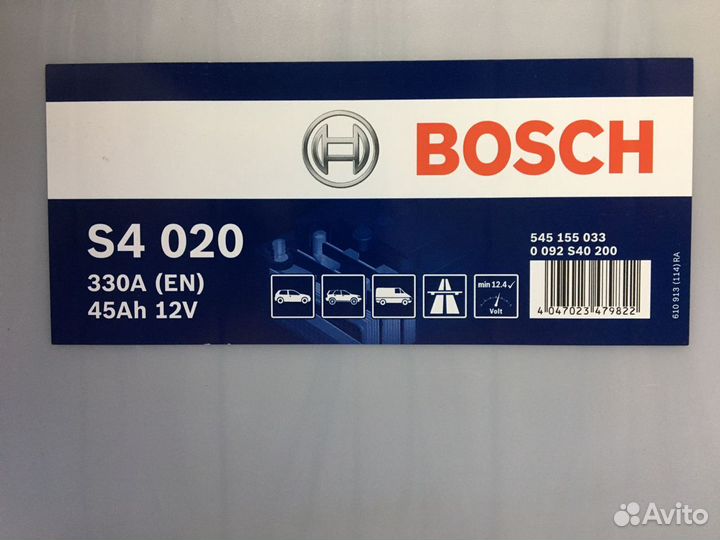 BOSCH
S4 020
330A (EN)
45Ah 12V
min 12.4 ✓
Volt
545 155 033
0 092 S40 200
4 047023 479822
610 913 (114) RA
Avito